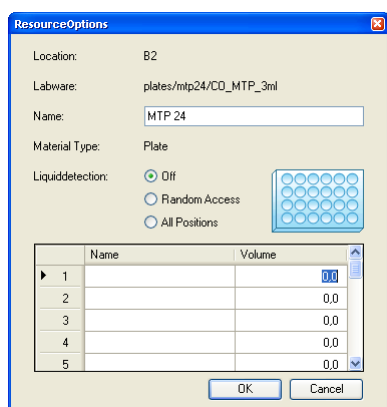 ResourceOptions
Location: B2
Labware: plates/mtp24/CO_MTP_3ml
Name: MTP 24
Material Type: Plate
Liquiddetection: Off
Random Access
All Positions
Name Volume
1 0,0
2 0,0
3 0,0
4 0,0
5 0,0
OK Cancel